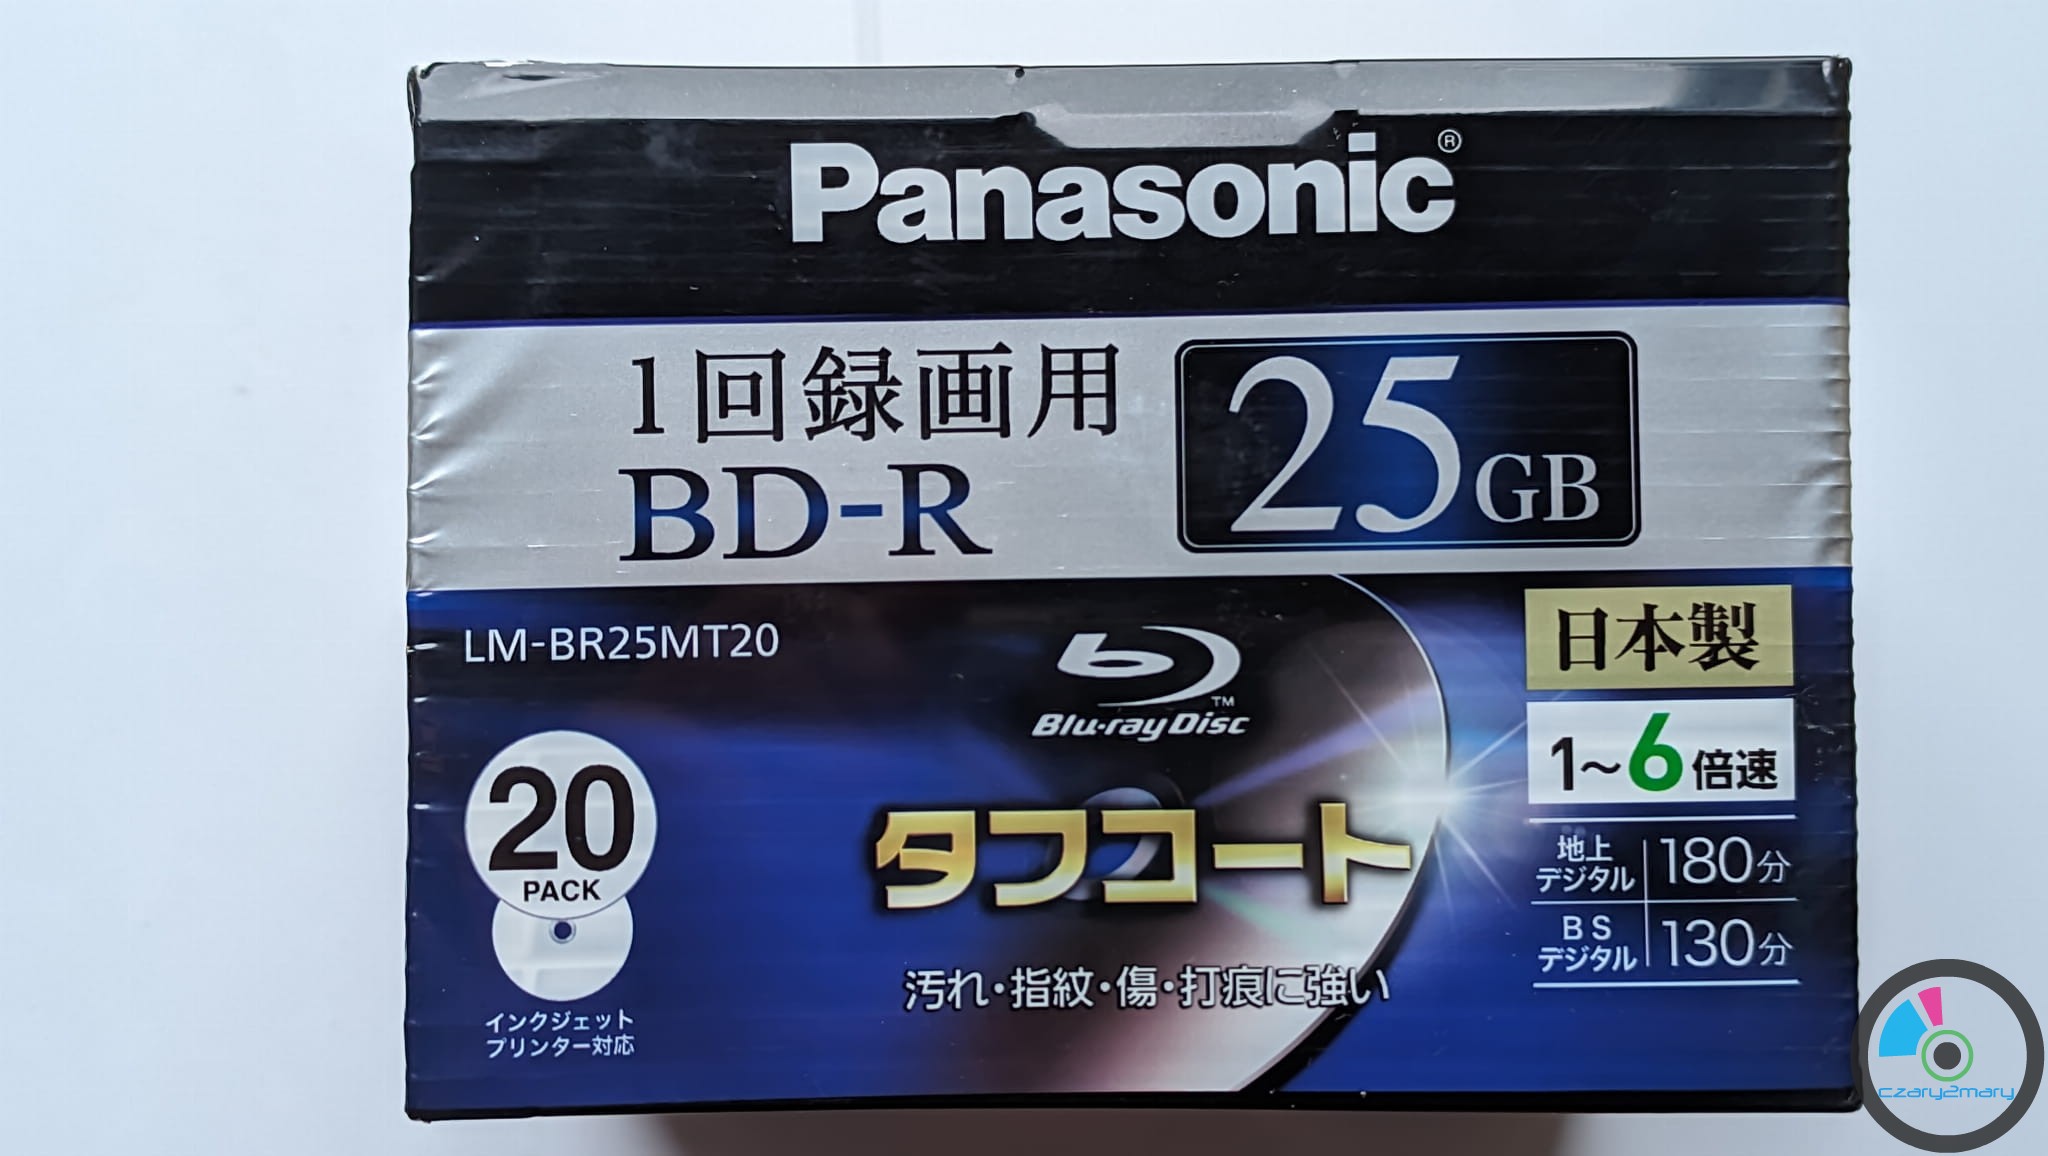 Panasonic®
1回録画用
BD-R
25GB
LM-BR25MT20
Blu-ray Disc™
日本製
1～6倍速
20
PACK
タフコート
地上
デジタル
180分
BS
デジタル
130分
汚れ・指紋・傷・打痕に強い
インクジェット
プリンター対応
czary2mary